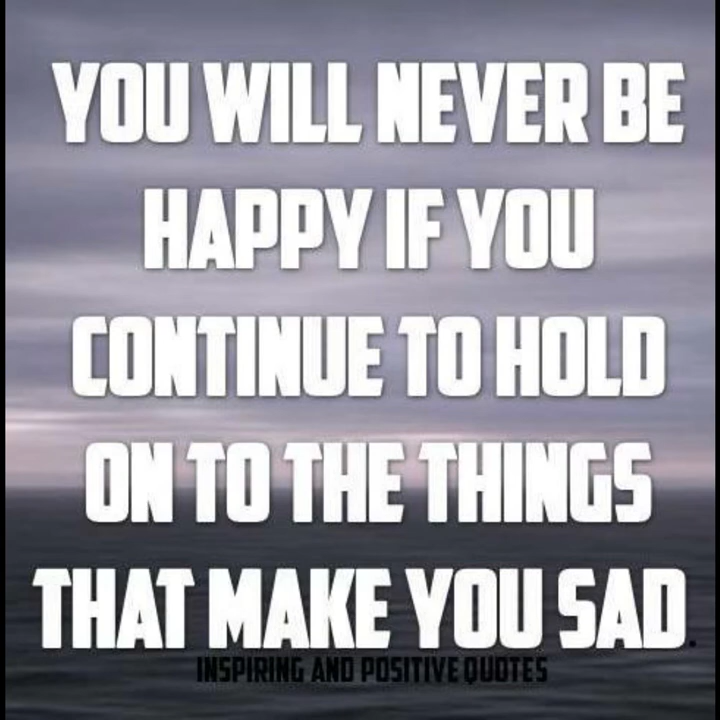 YOU WILL NEVER BE
HAPPY IF YOU
CONTINUE TO HOLD
ON TO THE THINGS
THAT MAKE YOU SAD.
INSPIRING AND POSITIVE QUOTES